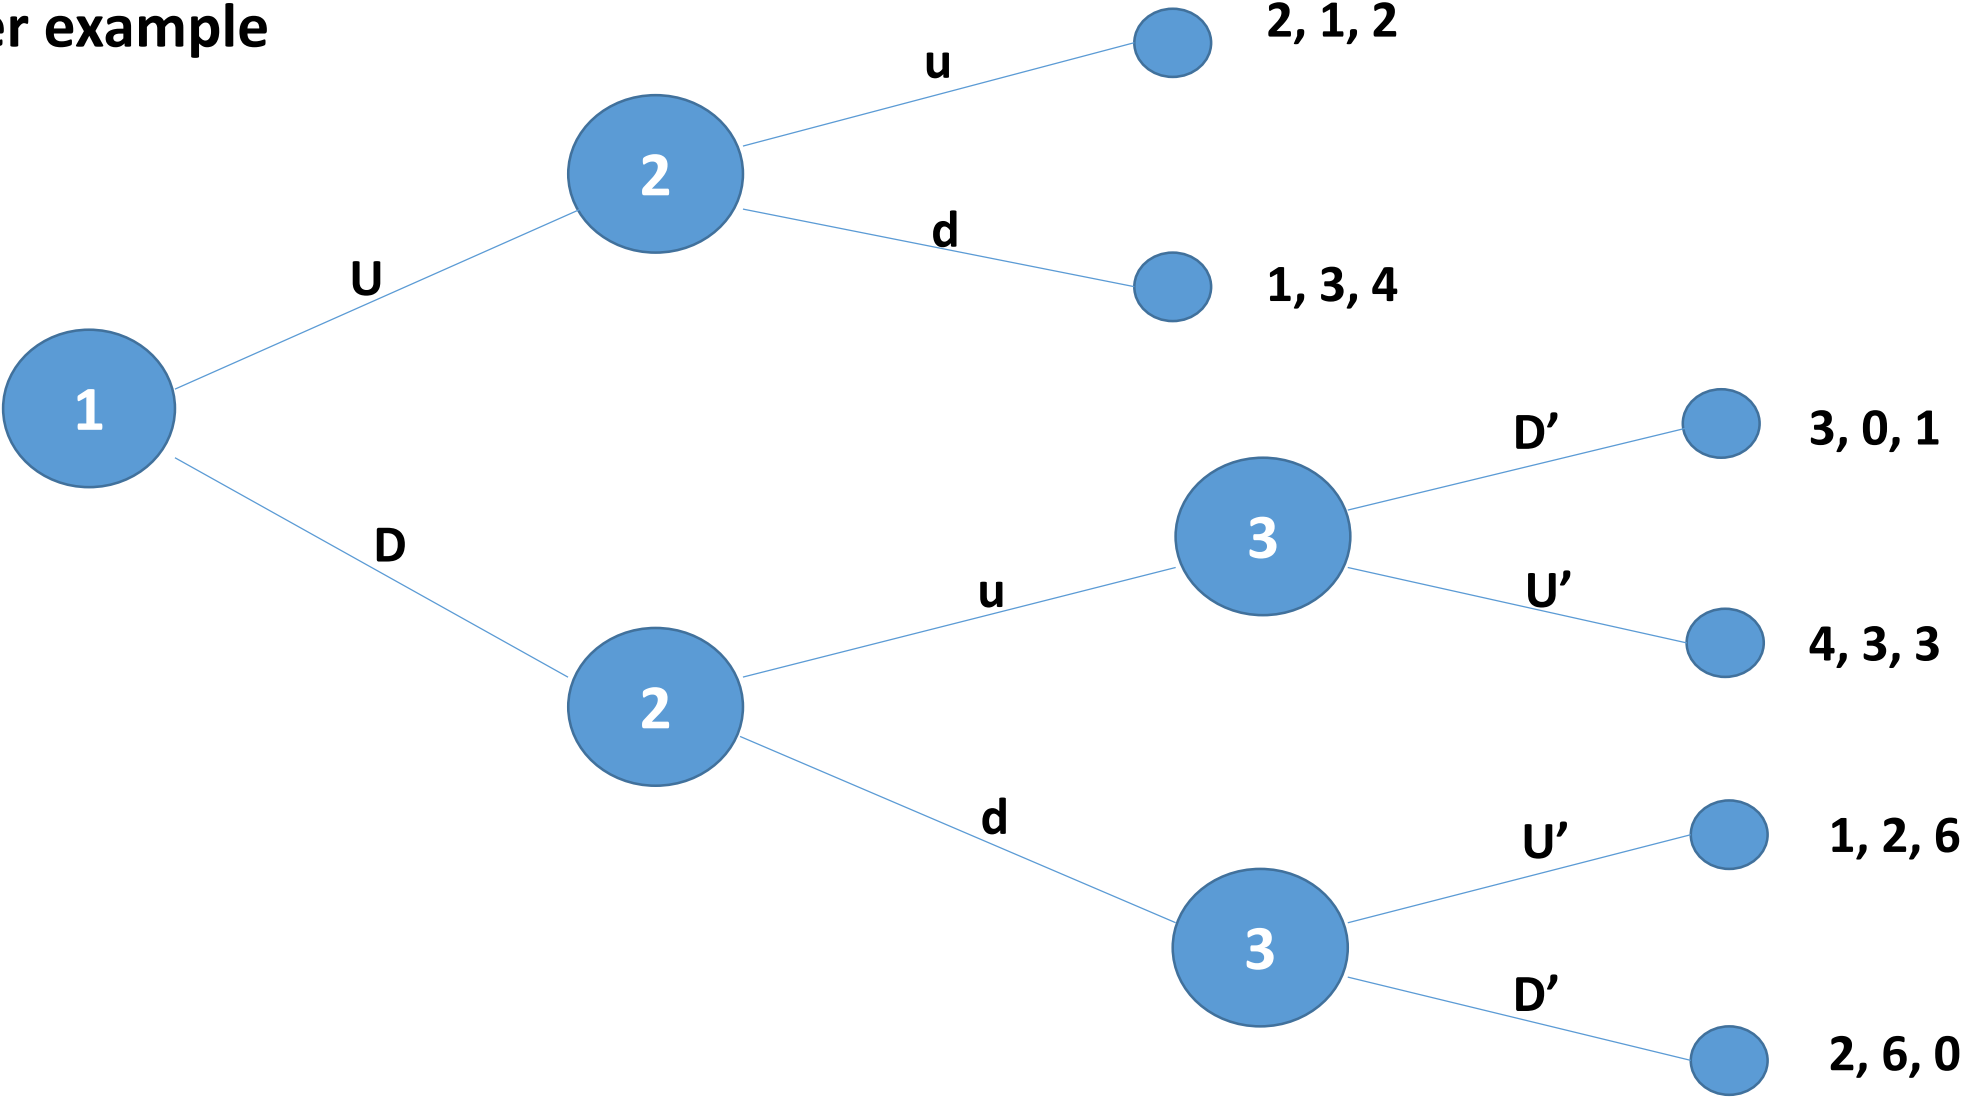 example
2, 1, 2
u
2
d
U
1, 3, 4
1
D’
3, 0, 1
3
D
u
U’
4, 3, 3
2
d
U’
1, 2, 6
3
D’
2, 6, 0